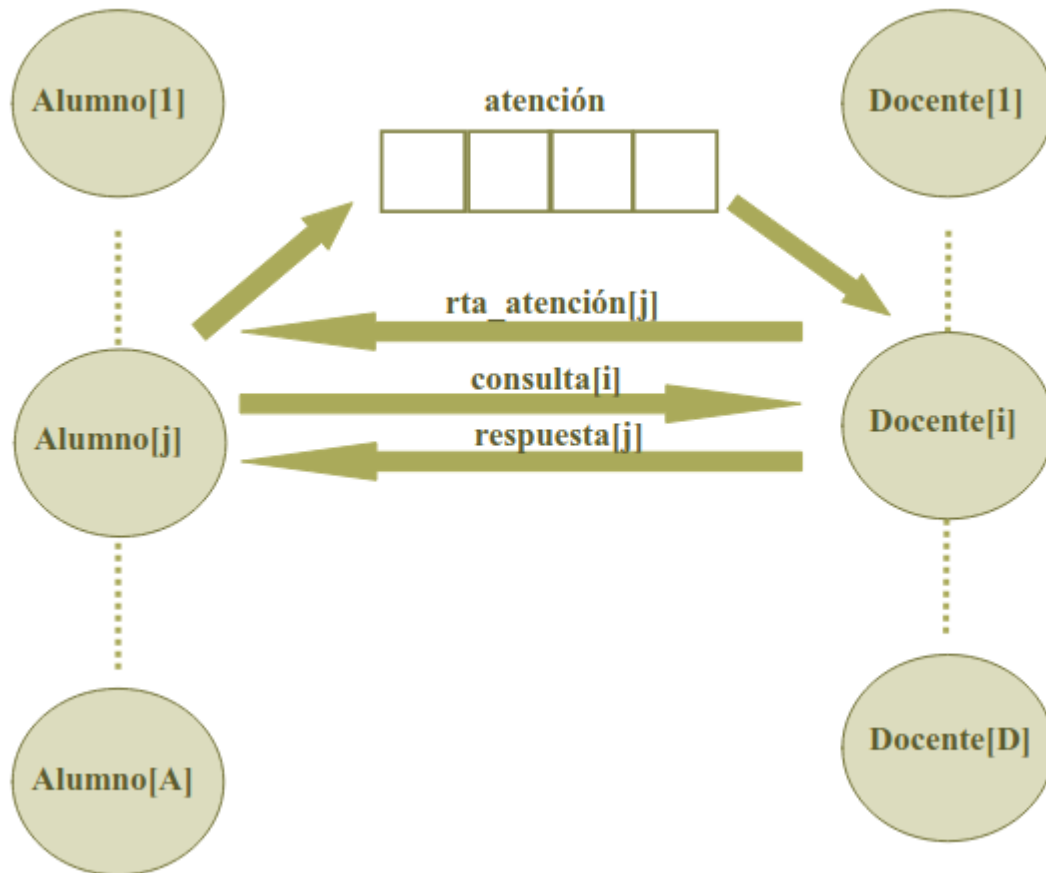 Alumno[1]
atención
Docente[1]
rta_atención[j]
consulta[i]
Alumno[j]
respuesta[j]
Docente[i]
Alumno[A]
Docente[D]